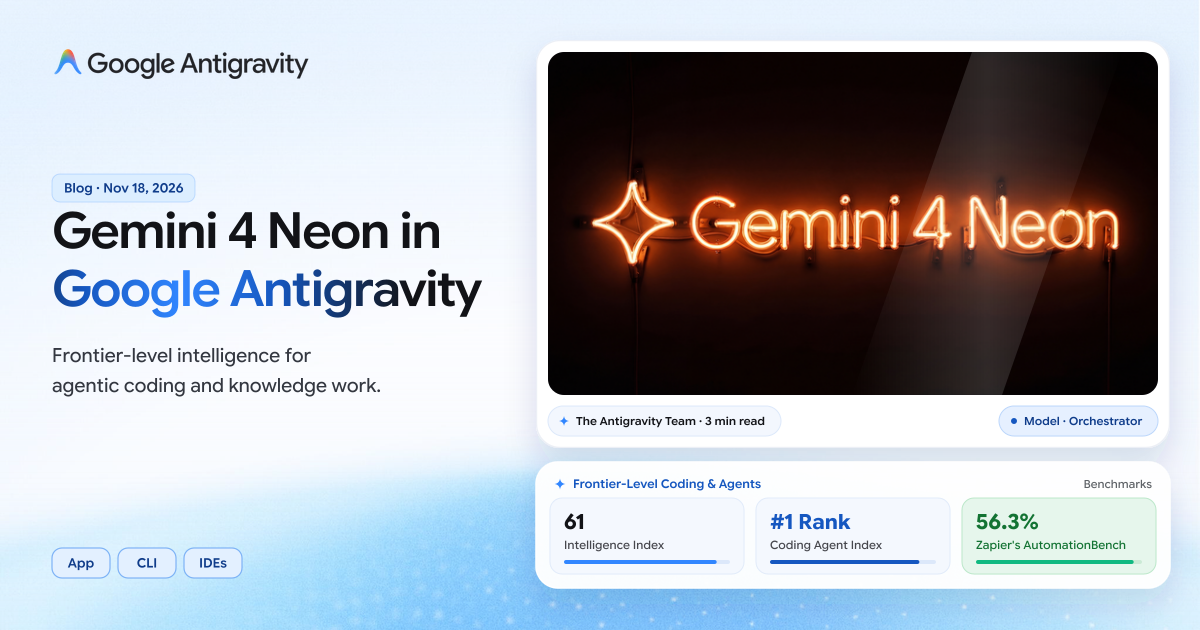 Google Antigravity
Blog · Nov 18, 2026
Gemini 4 Neon in
Google Antigravity
Frontier-level intelligence for
agentic coding and knowledge work.
App
CLI
IDEs
Gemini 4 Neon
The Antigravity Team · 3 min read
Model · Orchestrator
Frontier-Level Coding & Agents
Benchmarks
61
Intelligence Index
#1 Rank
Coding Agent Index
56.3%
Zapier's AutomationBench